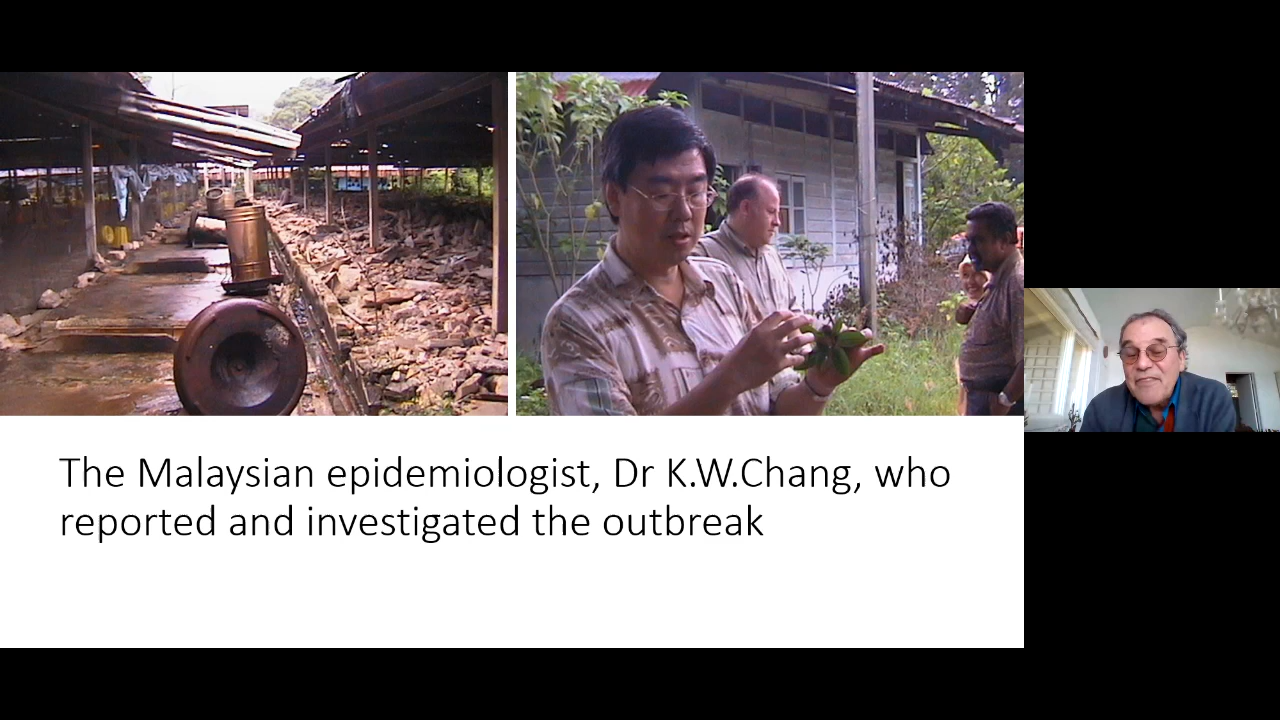 The Malaysian epidemiologist, Dr K.W.Chang, who
reported and investigated the outbreak